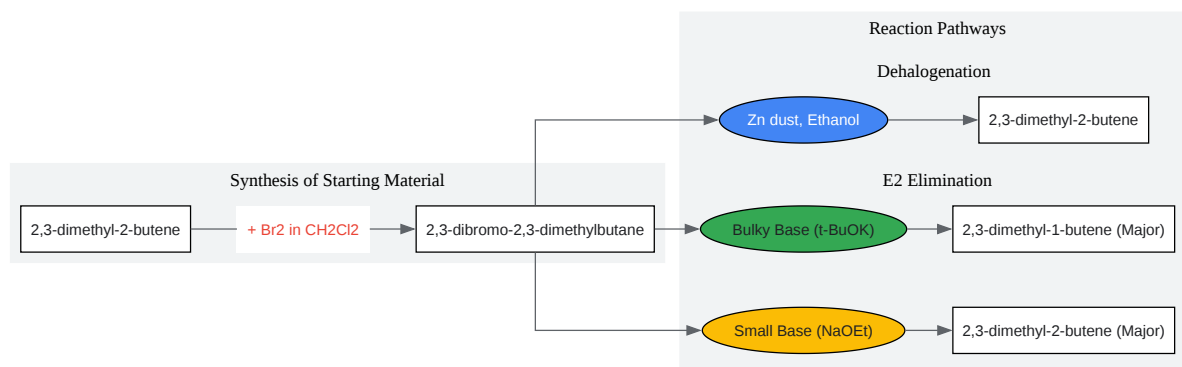 Reaction Pathways
Dehalogenation
Zn dust, Ethanol
2,3-dimethyl-2-butene
Synthesis of Starting Material
E2 Elimination
2,3-dimethyl-2-butene
+ Br2 in CH2Cl2
2,3-dibromo-2,3-dimethylbutane
Bulky Base (t-BuOK)
2,3-dimethyl-1-butene (Major)
Small Base (NaOEt)
2,3-dimethyl-2-butene (Major)